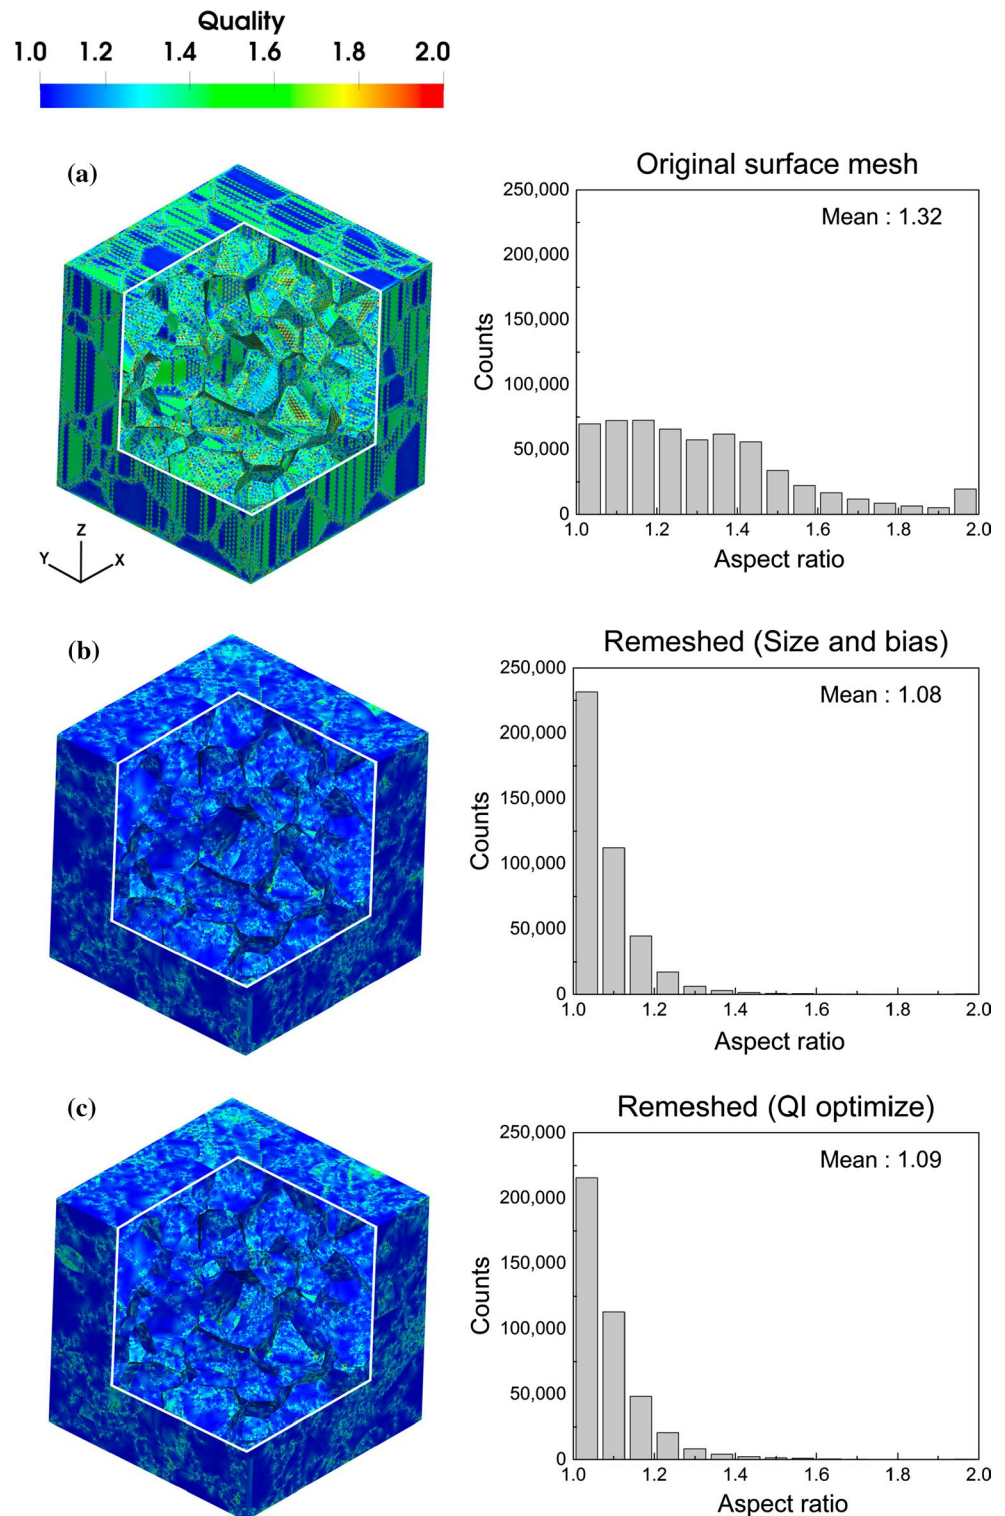 Quality
1.0 1.2 1.4 1.6 1.8 2.0
(a)
Original surface mesh
Mean : 1.32
250,000
200,000
150,000
100,000
50,000
0
Counts
1.0 1.2 1.4 1.6 1.8 2.0
Aspect ratio
Z
Y
X
(b)
Remeshed (Size and bias)
Mean : 1.08
250,000
200,000
150,000
100,000
50,000
0
Counts
1.0 1.2 1.4 1.6 1.8 2.0
Aspect ratio
(c)
Remeshed (QI optimize)
Mean : 1.09
250,000
200,000
150,000
100,000
50,000
0
Counts
1.0 1.2 1.4 1.6 1.8 2.0
Aspect ratio